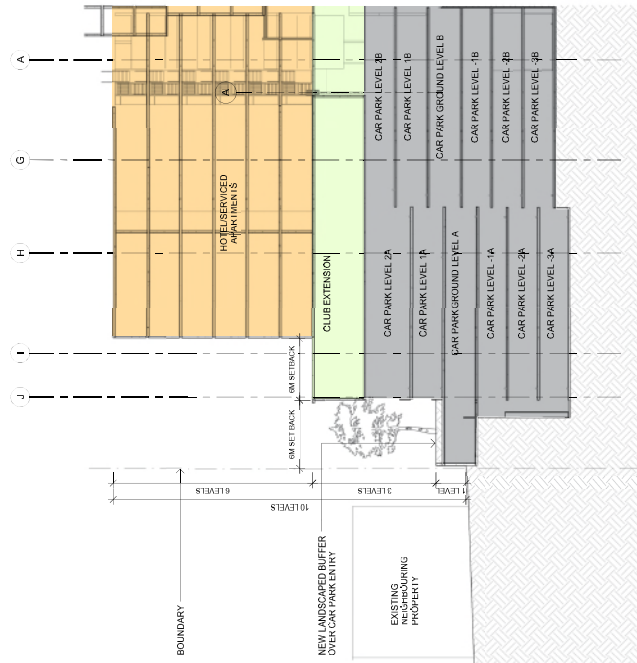 J
I
H
G
A
BOUNDARY
6 LEVELS
10 LEVELS
HOTEL/SERVICED
APARTMENTS
A
6M SET BACK
6M SETBACK
NEW LANDSCAPED BUFFER
OVER CAR PARK ENTRY
3 LEVELS
CLUB EXTENSION
CAR PARK LEVEL 2B
CAR PARK LEVEL 1B
CAR PARK GROUND LEVEL B
CAR PARK LEVEL -1B
CAR PARK LEVEL -2B
CAR PARK LEVEL -3B
CAR PARK LEVEL 2A
CAR PARK LEVEL 1A
CAR PARK GROUND LEVEL A
CAR PARK LEVEL -1A
CAR PARK LEVEL -2A
CAR PARK LEVEL -3A
1 LEVEL
EXISTING
NEIGHBOURING
PROPERTY